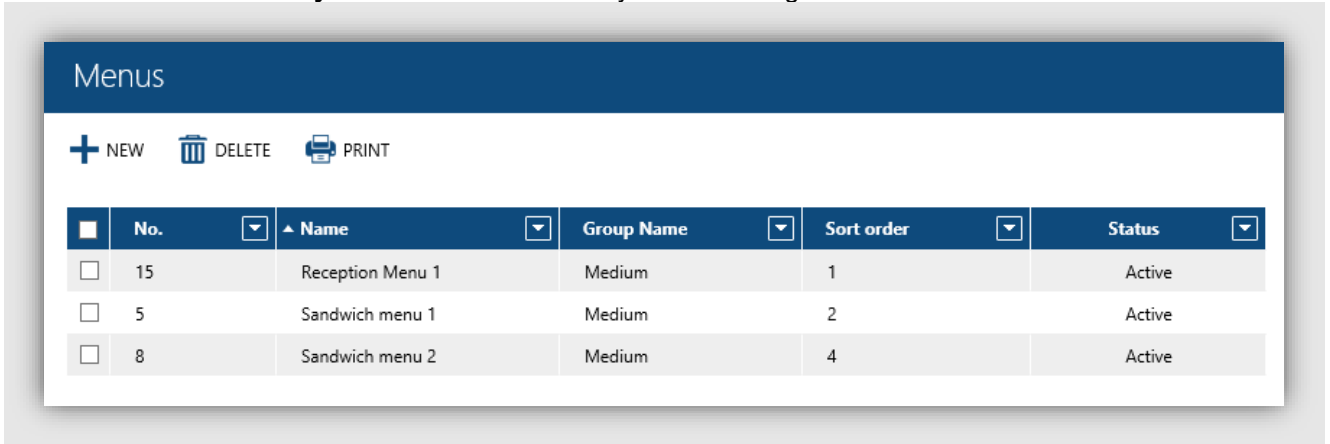 Menus
NEW DELETE PRINT
No. Name Group Name Sort order Status
15 Reception Menu 1 Medium 1 Active
5 Sandwich menu 1 Medium 2 Active
8 Sandwich menu 2 Medium 4 Active